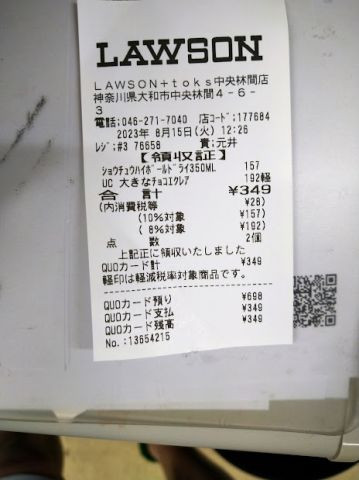 LAWSON
LAWSON+toks中央林間店
神奈川県大和市中央林間4-6-
3
電話:046-271-7040 店コード:177684
2023年 8月15日(火) 12:26
レジ:#3 76658 責:元井
【領収証】
ショウチュウハイボールドライ350ML 157
UC 大きなチョコエクレア 192軽
合 計 ¥349
(内消費税等 ¥28)
(10%対象 ¥157)
( 8%対象 ¥192)
点 数 2個
上記正に領収いたしました
QUOカード計 ¥349
軽印は軽減税率対象商品です。
QUOカード預り ¥698
QUOカード支払 ¥349
QUOカード残高 ¥349
No.:13654215